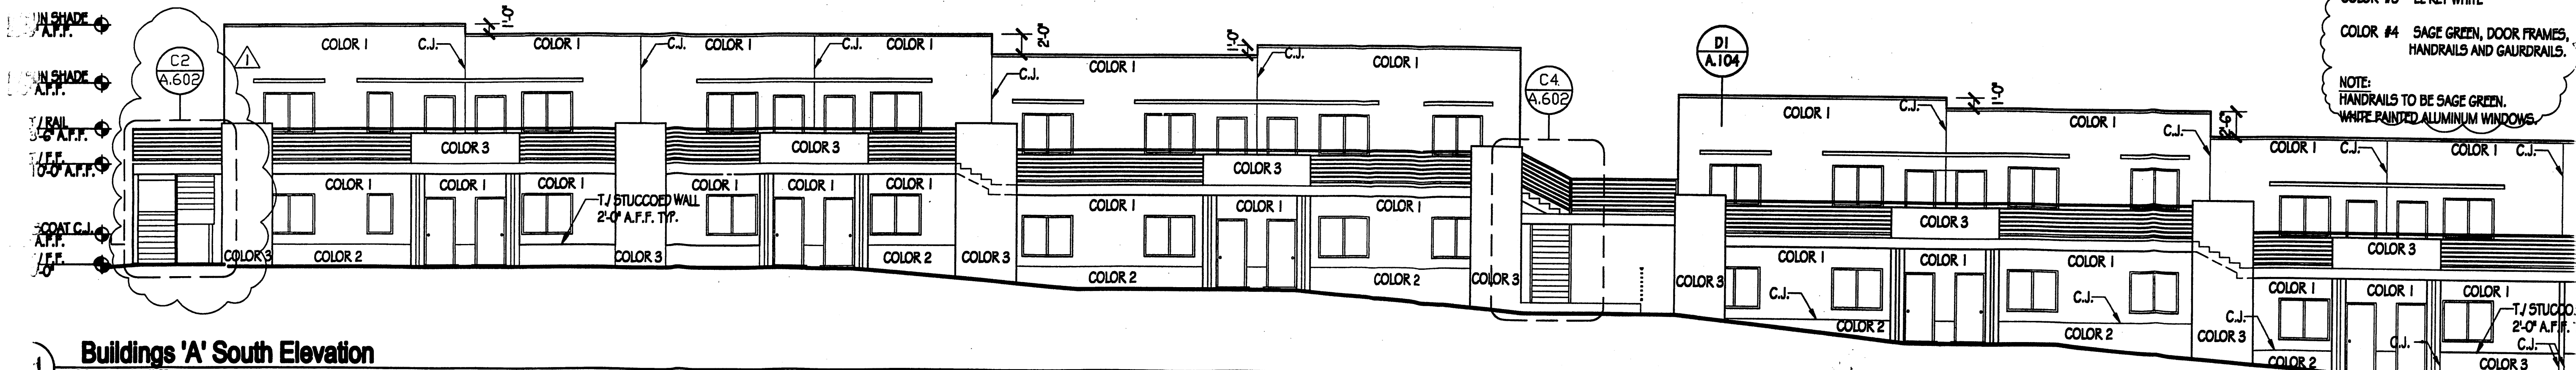 SUN SHADE
A.F.F.
SUN SHADE
A.F.F.
T/ RAIL
3'-6" A.F.F.
T/ F.F.
10'-0" A.F.F.
COAT C.J.
A.F.F.
/ F.F.
C2
A.602
1
COLOR 1
1'-0"
COLOR 1
C.J.
COLOR 1
C.J.
COLOR 1
2'-0"
C.J.
COLOR 1
1'-0"
C.J.
COLOR 1
C4
A.602
D1
A.104
COLOR 1
C.J.
1'-0"
COLOR 1
C.J.
2'-6"
COLOR 1
C.J.
COLOR 1
C.J.
COLOR #4 SAGE GREEN, DOOR FRAMES,
HANDRAILS AND GAURDRAILS.
NOTE:
HANDRAILS TO BE SAGE GREEN.
WHITE PAINTED ALUMINUM WINDOWS.
COLOR 3
COLOR 3
COLOR 3
COLOR 3
COLOR 3
COLOR 1
COLOR 1
COLOR 1
T./ STUCCOED WALL
2'-0" A.F.F. TYP.
COLOR 1
COLOR 1
COLOR 1
COLOR 1
COLOR 1
COLOR 1
COLOR 1
COLOR 1
COLOR 1
COLOR 1
COLOR 1
COLOR 1
COLOR 3
COLOR 2
COLOR 3
COLOR 2
COLOR 3
COLOR 2
COLOR 2
COLOR 3
COLOR 3
C.J.
COLOR 2
C.J.
COLOR 2
COLOR 3
C.J.
COLOR 2
C.J.
T./ STUCCO
2'-0" A.F.F.
C.J.
COLOR 3
1
Buildings 'A' South Elevation